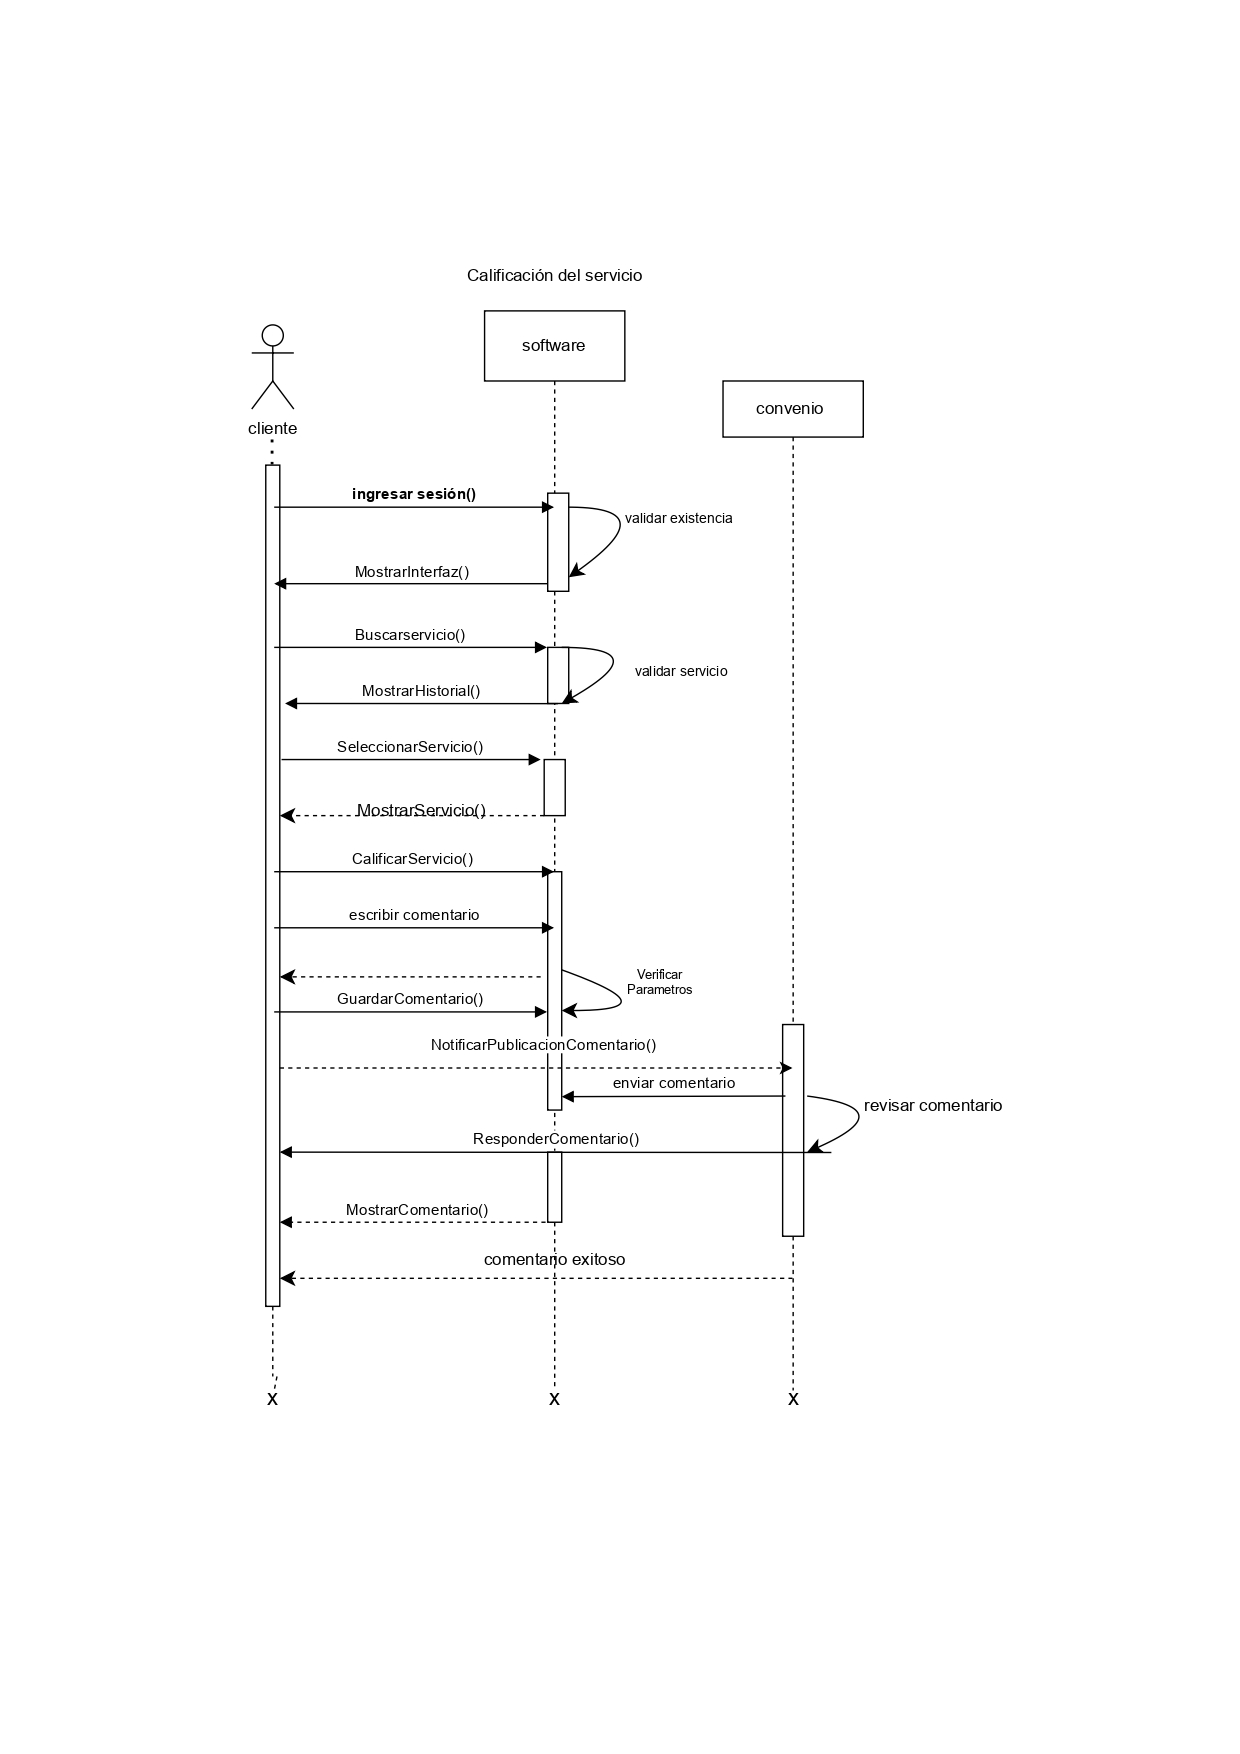 Calificación del servicio
software
convenio
cliente
ingresar sesión()
validar existencia
MostrarInterfaz()
Buscarservicio()
validar servicio
MostrarHistorial()
SeleccionarServicio()
MostrarServicio()
CalificarServicio()
escribir comentario
Verificar
Parametros
GuardarComentario()
NotificarPublicacionComentario()
enviar comentario
revisar comentario
ResponderComentario()
MostrarComentario()
comentario exitoso
X X X